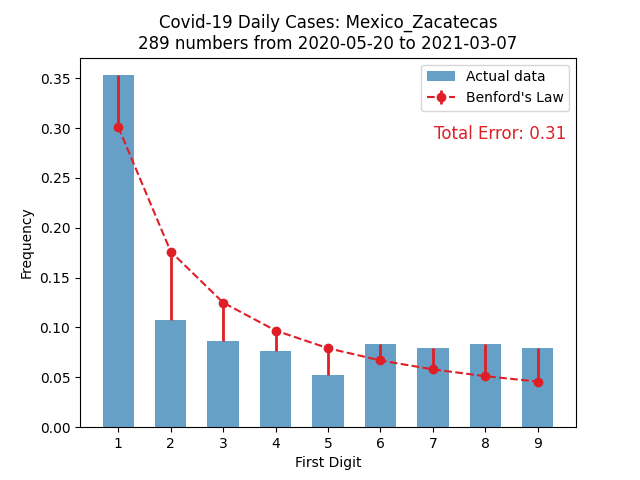 Covid-19 Daily Cases: Mexico_Zacatecas
289 numbers from 2020-05-20 to 2021-03-07
Actual data
Benford's Law
Total Error: 0.31
Frequency
0.35
0.30
0.25
0.20
0.15
0.10
0.05
0.00
1 2 3 4 5 6 7 8 9
First Digit